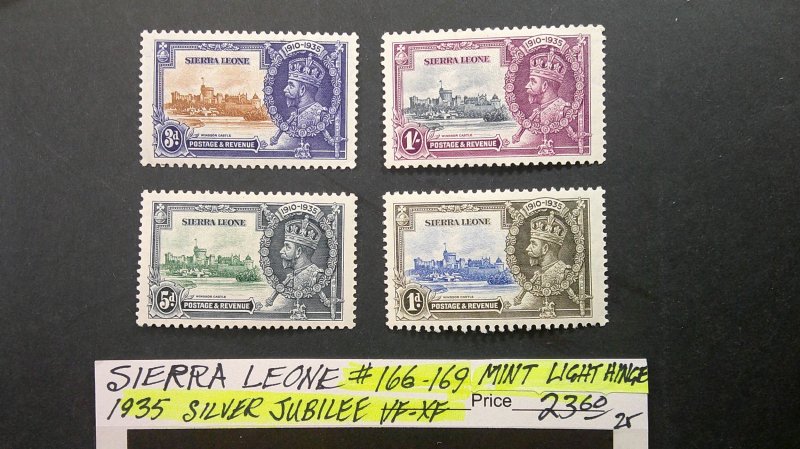 1910-1935
SIERRA LEONE
WINDSOR CASTLE
3d
POSTAGE & REVENUE
1910-1935
SIERRA LEONE
WINDSOR CASTLE
1/-
POSTAGE & REVENUE
1910-1935
SIERRA LEONE
WINDSOR CASTLE
5d
POSTAGE & REVENUE
1910-1935
SIERRA LEONE
WINDSOR CASTLE
1d
POSTAGE & REVENUE
SIERRA LEONE #166-169 MINT LIGHT HINGE
1935 SILVER JUBILEE VF-XF Price 23.60 25